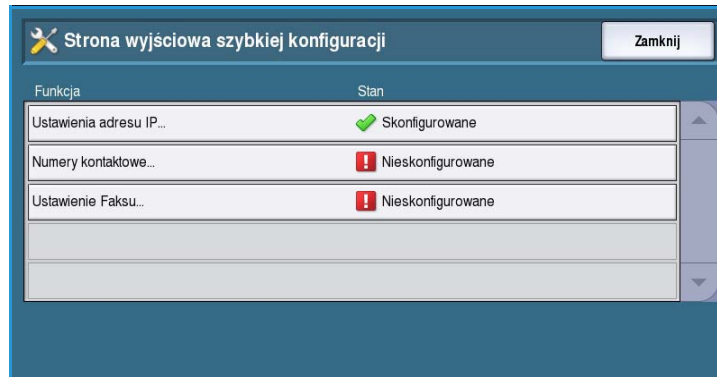 Strona wyjściowa szybkiej konfiguracji
Zamknij
Funkcja Stan
Ustawienia adresu IP... Skonfigurowane
Numery kontaktowe... Nieskonfigurowane
Ustawienie Faksu... Nieskonfigurowane